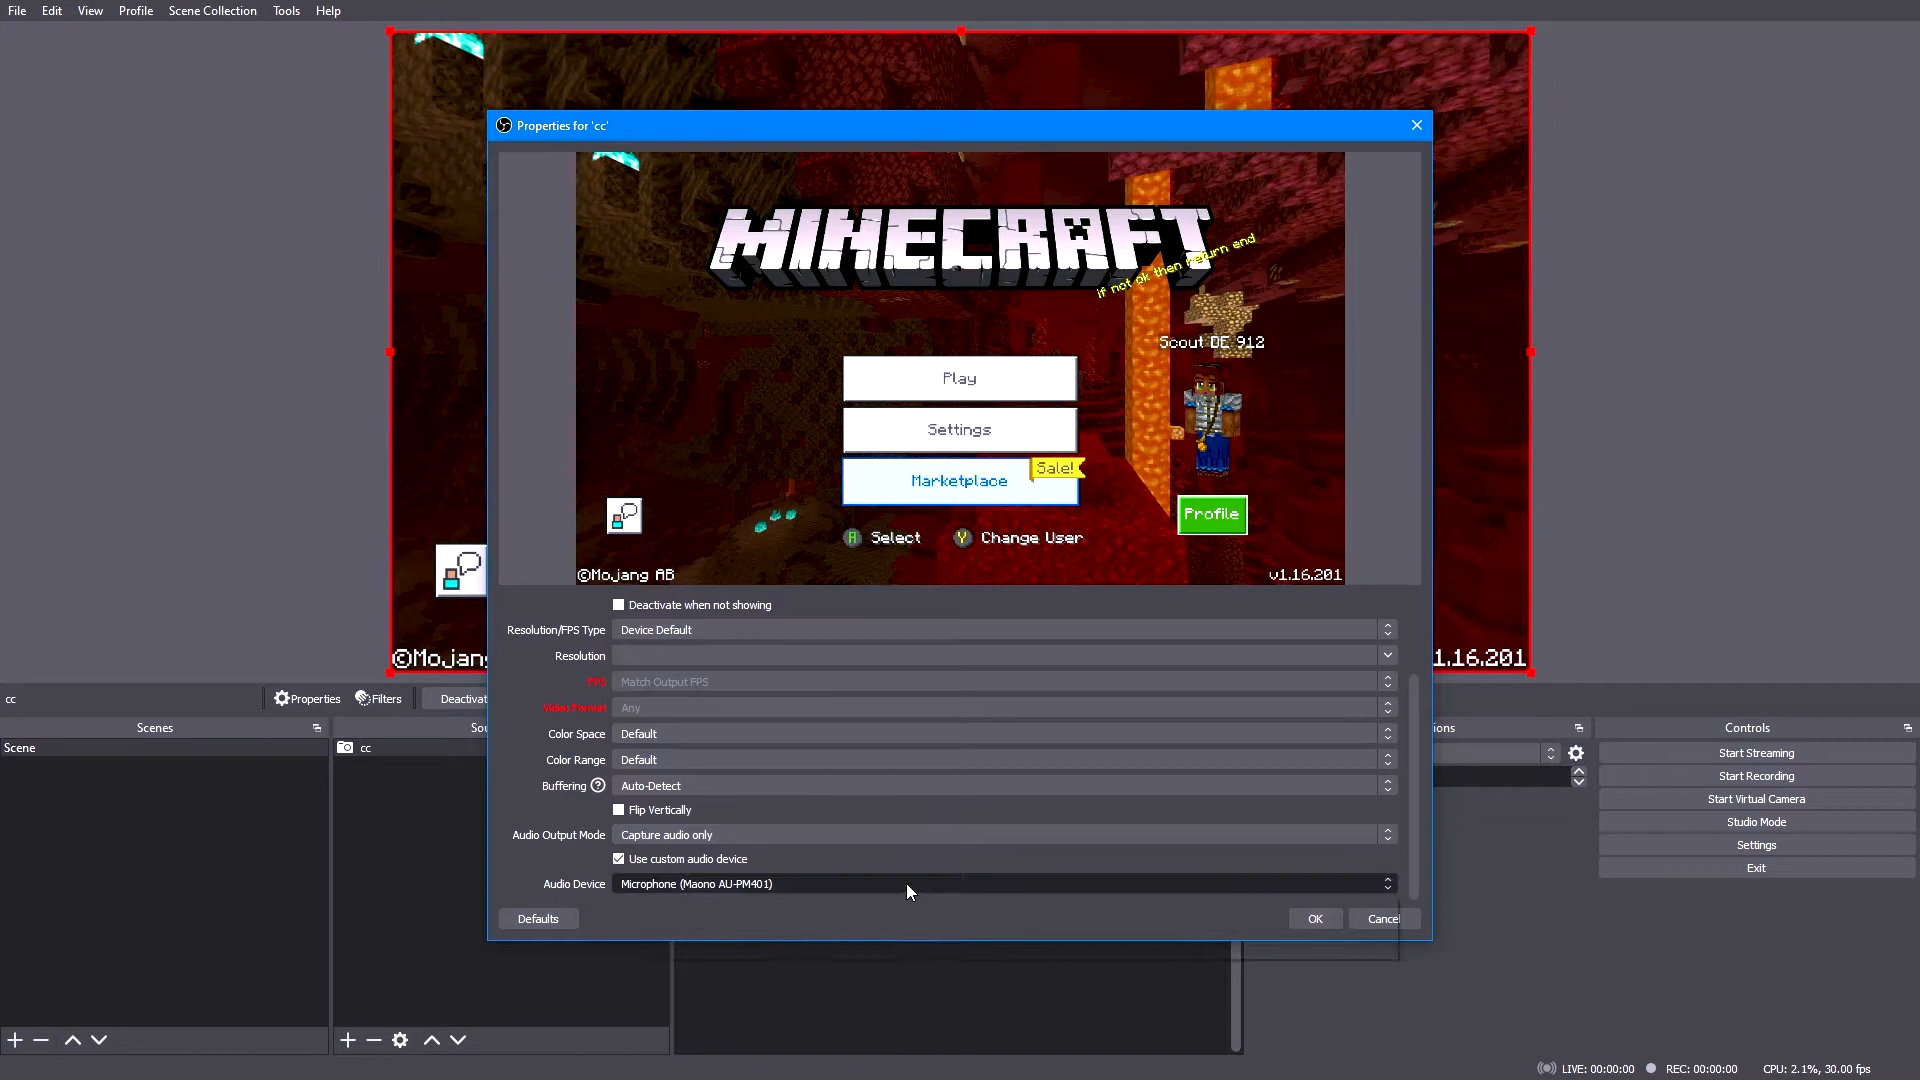 File Edit View Profile Scene Collection Tools Help
Properties for 'cc'
MINECRAFT
if not ok then return end
Scout DE 912
Play
Settings
Sale!
Marketplace
Profile
A Select Y Change User
©Mojang AB
v1.16.201
©Mojang
1.16.201
Deactivate when not showing
Resolution/FPS Type Device Default
Resolution
FPS Match Output FPS
Video Format Any
Color Space Default
Color Range Default
Buffering ? Auto-Detect
Flip Vertically
Audio Output Mode Capture audio only
Use custom audio device
Audio Device Microphone (Maono AU-PM401)
Defaults OK Cancel
cc Properties Filters Deactivat
Scenes Sou ions Controls
Scene
cc
Start Streaming
Start Recording
Start Virtual Camera
Studio Mode
Settings
Exit
LIVE: 00:00:00 REC: 00:00:00 CPU: 2.1%, 30.00 fps